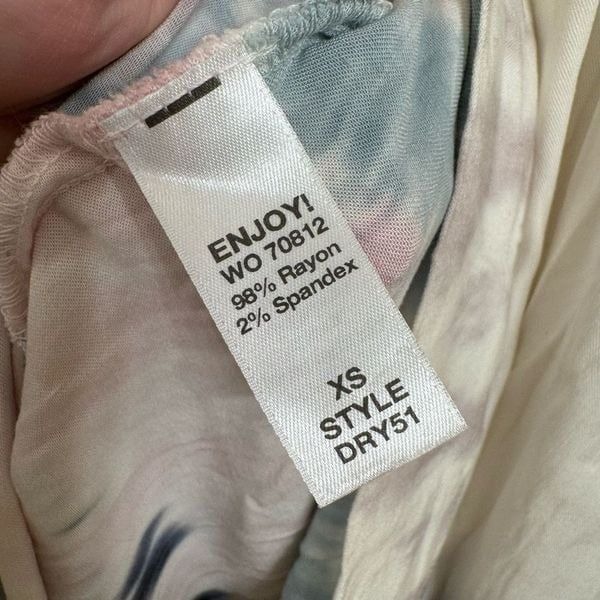 ENJOY!
WO 70812
98% Rayon
2% Spandex
XS
STYLE
DRY51